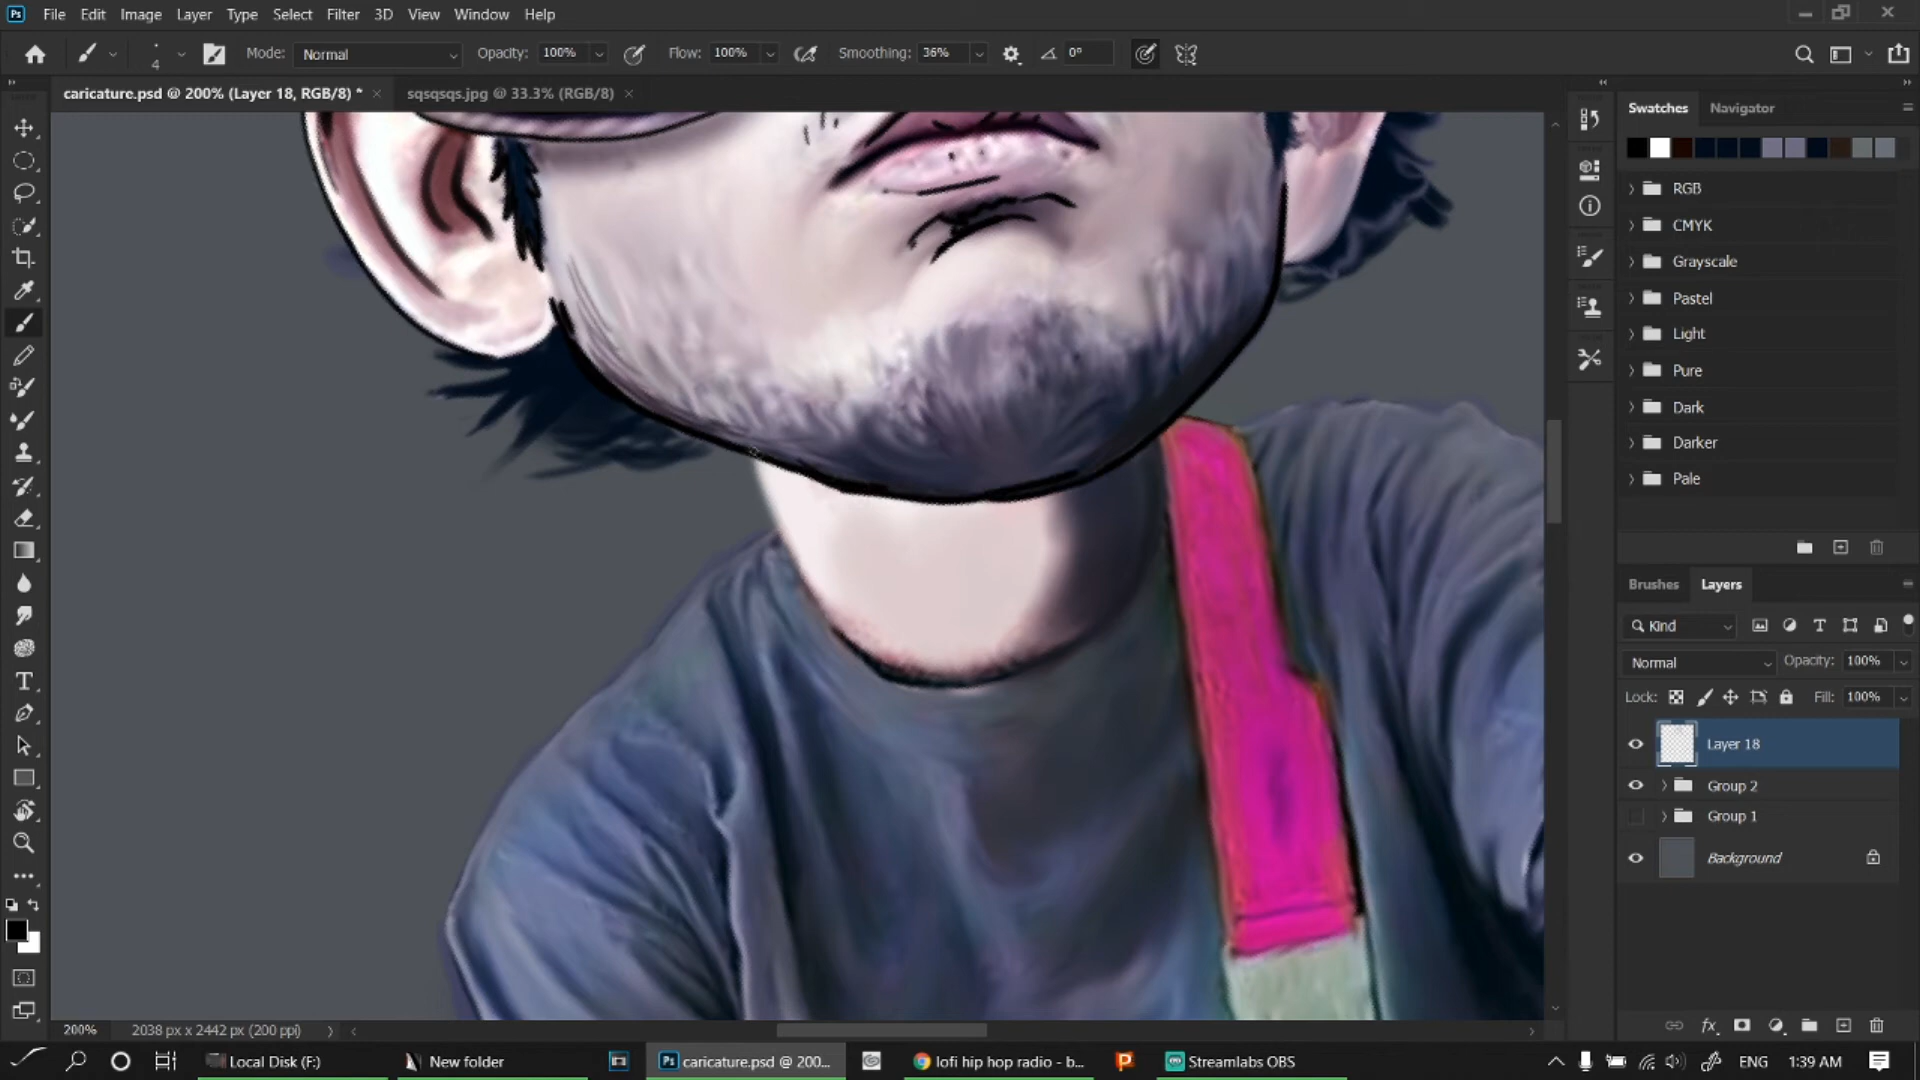 Ps File Edit Image Layer Type Select Filter 3D View Window Help
4 Mode: Normal Opacity: 100% Flow: 100% Smoothing: 36% 0°
caricature.psd @ 200% (Layer 18, RGB/8) * sqsqsqs.jpg @ 33.3% (RGB/8)
Swatches Navigator
RGB
CMYK
Grayscale
Pastel
Light
Pure
Dark
Darker
Pale
Brushes Layers
Kind
Normal Opacity: 100%
Lock: Fill: 100%
Layer 18
Group 2
Group 1
Background
fx
200% 2038 px x 2442 px (200 ppi)
Local Disk (F:) New folder Ps caricature.psd @ 200... lofi hip hop radio - b... Streamlabs OBS ENG 1:39 AM